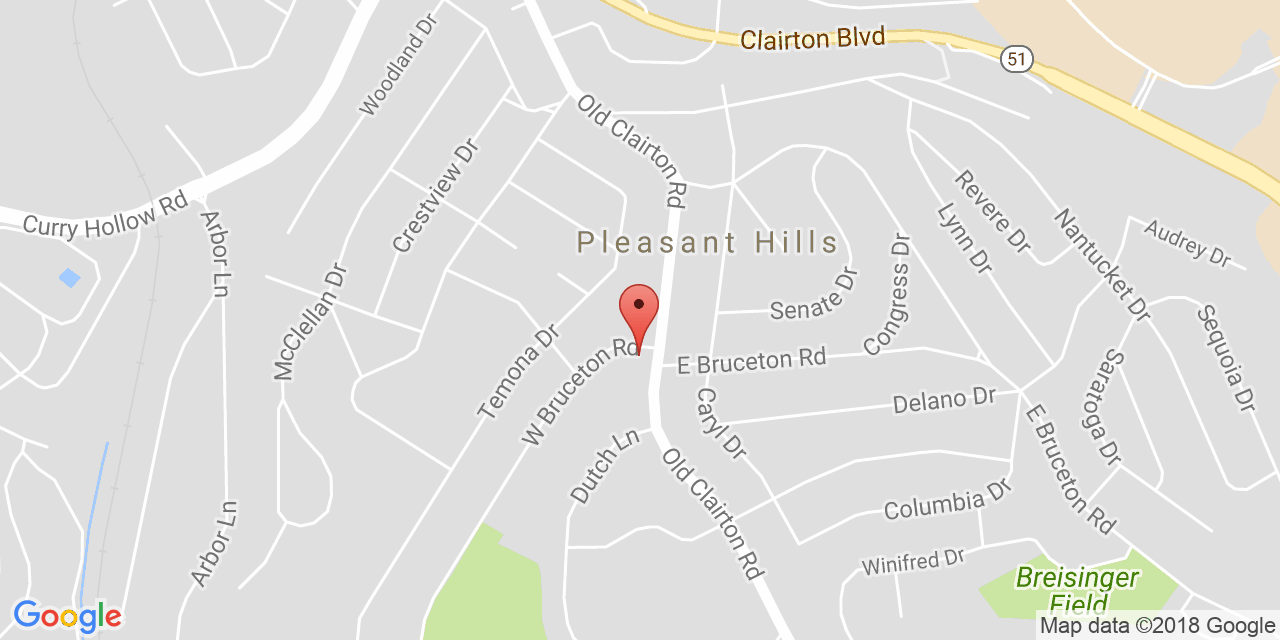 Clairton Blvd
51
Woodland Dr
Old Clairton Rd
Crestview Dr
Curry Hollow Rd
Arbor Ln
Revere Dr
Lynn Dr
Nantucket Dr
Audrey Dr
Pleasant Hills
McClellan Dr
Senate Dr
Congress Dr
Temona Dr
W Bruceton Rd
E Bruceton Rd
Sequoia Dr
Saratoga Dr
Delano Dr
Caryl Dr
Dutch Ln
Old Clairton Rd
E Bruceton Rd
Columbia Dr
Arbor Ln
Winifred Dr
Breisinger
Field
Google
Map data ©2018 Google